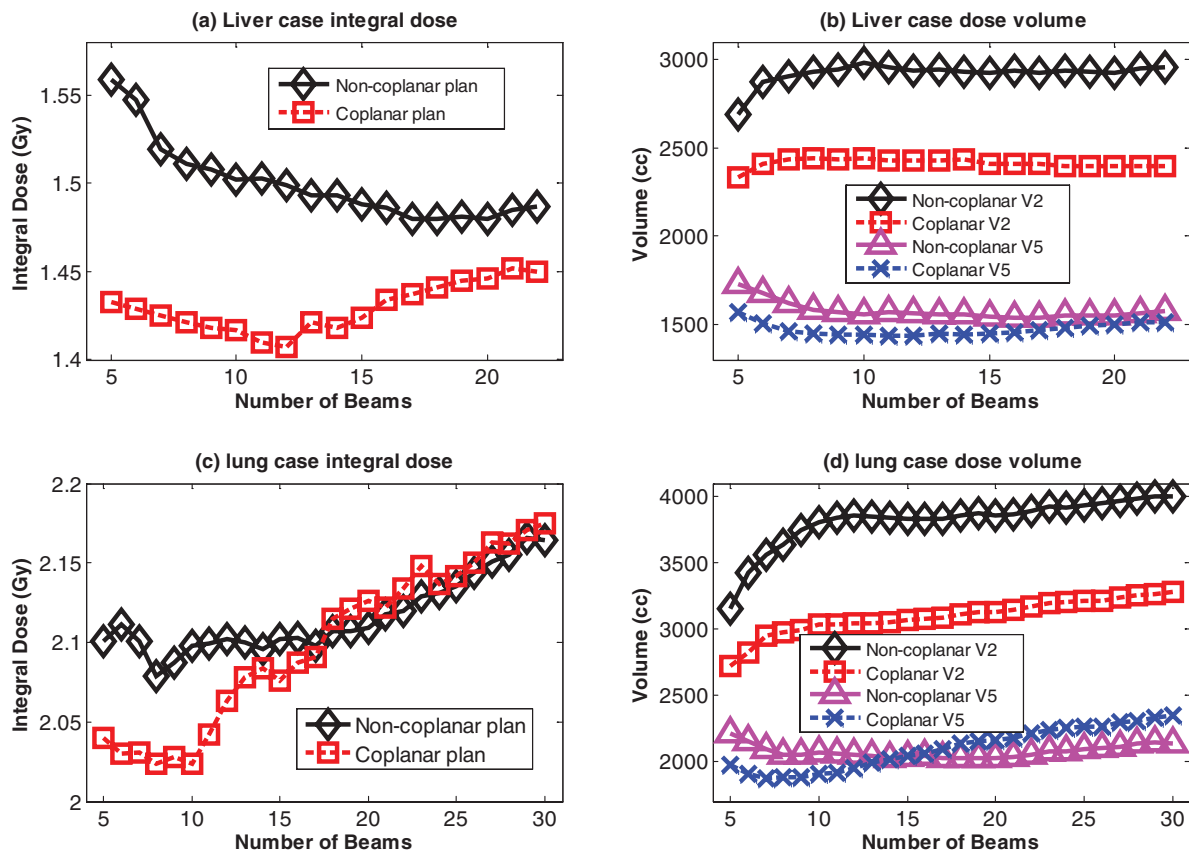 (a) Liver case integral dose
Integral Dose (Gy)
1.55
1.5
1.45
1.4
Non-coplanar plan
Coplanar plan
5 10 15 20
Number of Beams
(b) Liver case dose volume
Volume (cc)
3000
2500
2000
1500
Non-coplanar V2
Coplanar V2
Non-coplanar V5
Coplanar V5
5 10 15 20
Number of Beams
(c) lung case integral dose
Integral Dose (Gy)
2.2
2.15
2.1
2.05
2
Non-coplanar plan
Coplanar plan
5 10 15 20 25 30
Number of Beams
(d) lung case dose volume
Volume (cc)
4000
3500
3000
2500
2000
Non-coplanar V2
Coplanar V2
Non-coplanar V5
Coplanar V5
5 10 15 20 25 30
Number of Beams